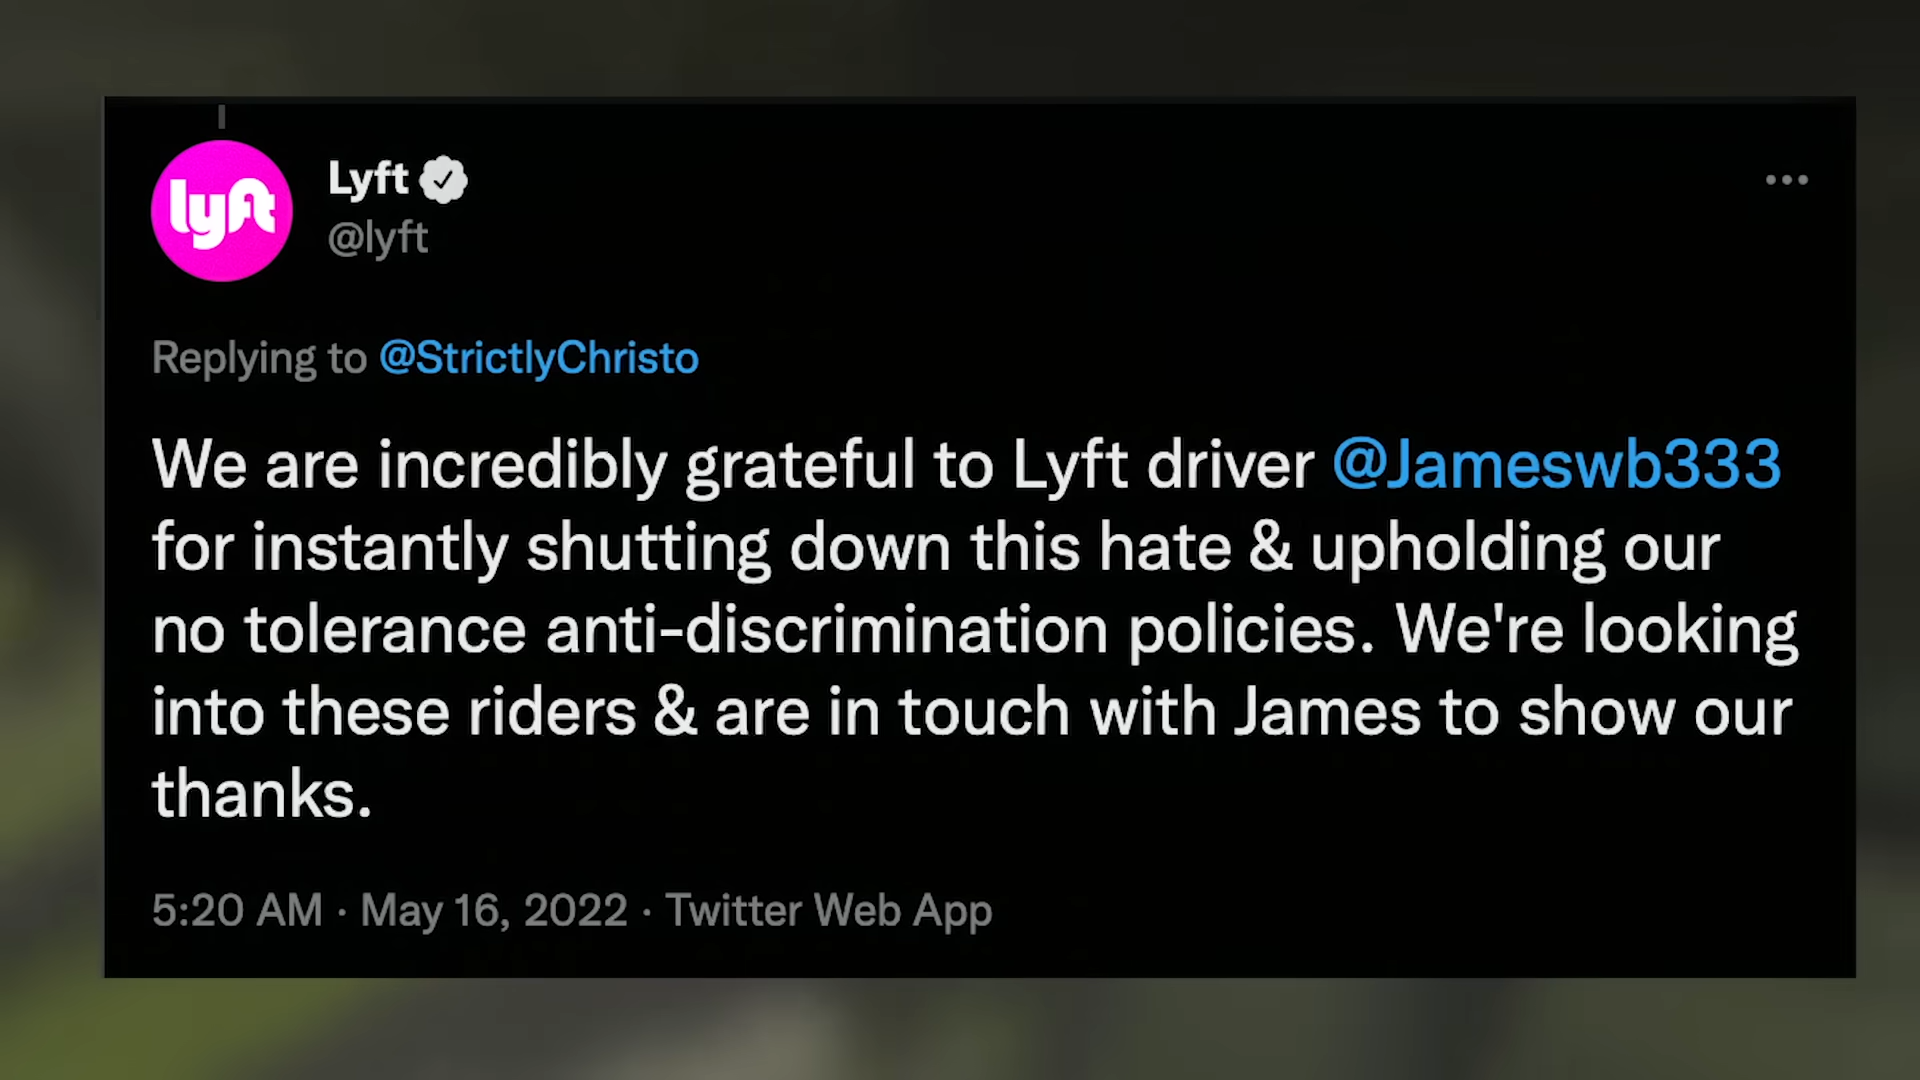 lyft
Lyft
@lyft
Replying to @StrictlyChristo
We are incredibly grateful to Lyft driver @Jameswb333
for instantly shutting down this hate & upholding our
no tolerance anti-discrimination policies. We're looking
into these riders & are in touch with James to show our
thanks.
5:20 AM · May 16, 2022 · Twitter Web App